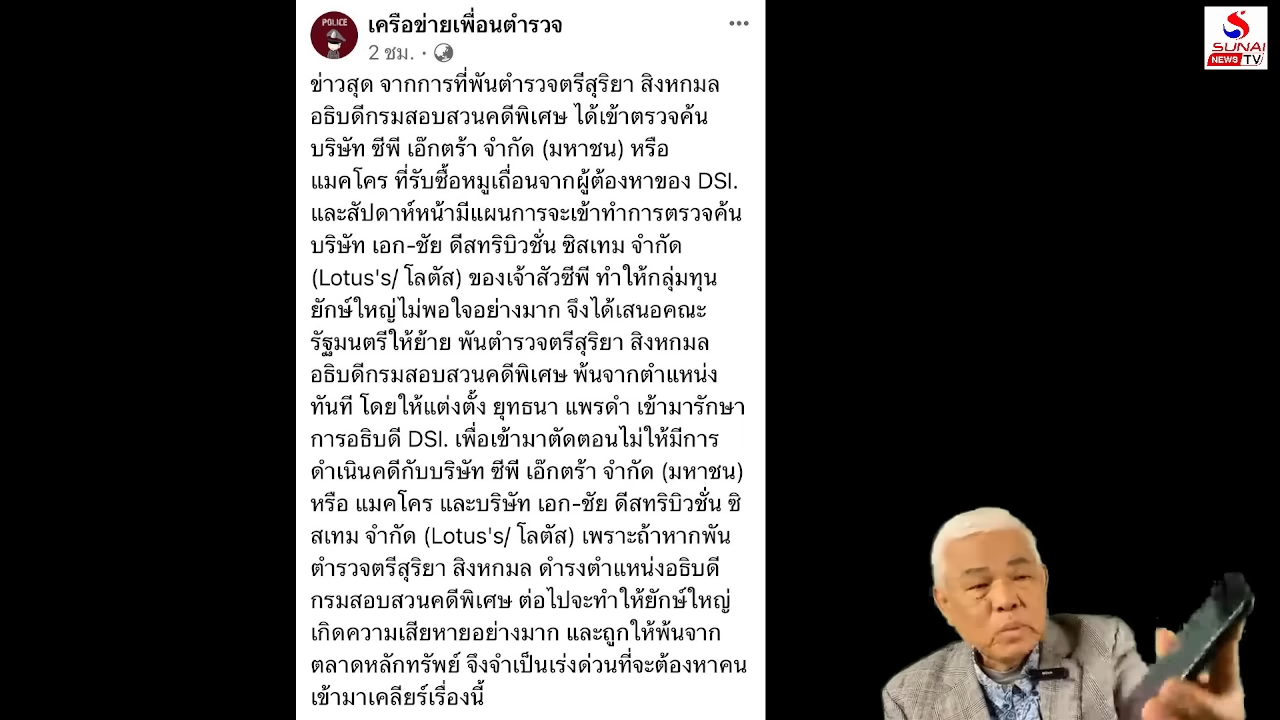 POLICE
เครือข่ายเพื่อนตำรวจ
2 ชม. ·
ข่าวสุด จากการที่พันตำรวจตรีสุริยา สิงหกมล
อธิบดีกรมสอบสวนคดีพิเศษ ได้เข้าตรวจค้น
บริษัท ซีพี เอ๊กตร้า จำกัด (มหาชน) หรือ
แมคโคร ที่รับซื้อหมูเถื่อนจากผู้ต้องหาของ DSI.
และสัปดาห์หน้ามีแผนการจะเข้าทำการตรวจค้น
บริษัท เอก-ชัย ดีสทริบิวชั่น ซิสเทม จำกัด
(Lotus's/ โลตัส) ของเจ้าสัวซีพี ทำให้กลุ่มทุน
ยักษ์ใหญ่ไม่พอใจอย่างมาก จึงได้เสนอคณะ
รัฐมนตรีให้ย้าย พันตำรวจตรีสุริยา สิงหกมล
อธิบดีกรมสอบสวนคดีพิเศษ พ้นจากตำแหน่ง
ทันที โดยให้แต่งตั้ง ยุทธนา แพรดำ เข้ามารักษา
การอธิบดี DSI. เพื่อเข้ามาตัดตอนไม่ให้มีการ
ดำเนินคดีกับบริษัท ซีพี เอ๊กตร้า จำกัด (มหาชน)
หรือ แมคโคร และบริษัท เอก-ชัย ดีสทริบิวชั่น ซิ
สเทม จำกัด (Lotus's/ โลตัส) เพราะถ้าหากพัน
ตำรวจตรีสุริยา สิงหกมล ดำรงตำแหน่งอธิบดี
กรมสอบสวนคดีพิเศษ ต่อไปจะทำให้ยักษ์ใหญ่
เกิดความเสียหายอย่างมาก และถูกให้พ้นจาก
ตลาดหลักทรัพย์ จึงจำเป็นเร่งด่วนที่จะต้องหาคน
เข้ามาเคลียร์เรื่องนี้
SUNAI
NEWS TV